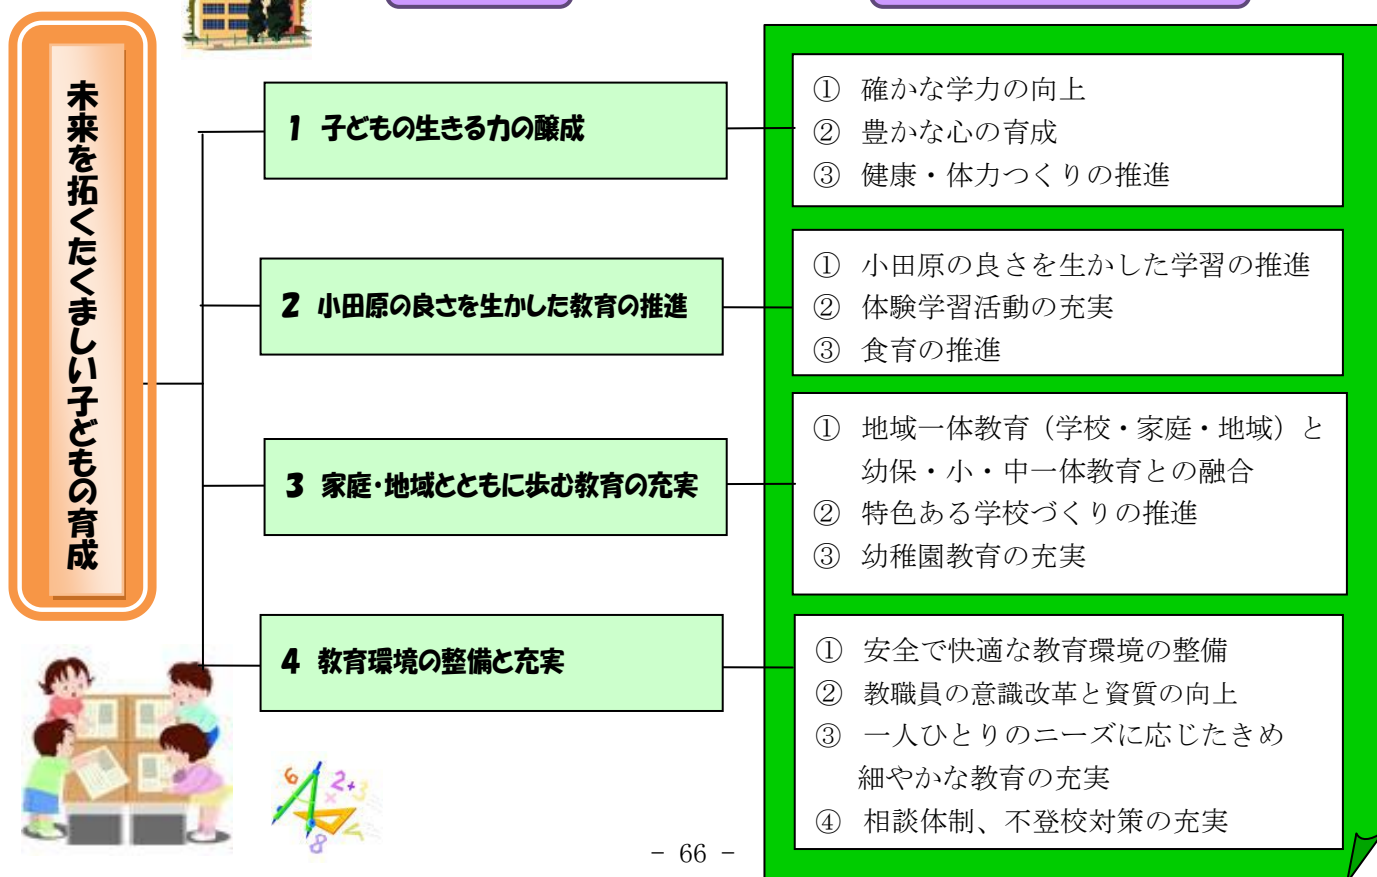 未来を拓くたくましい子どもの育成
1 子どもの生きる力の醸成
① 確かな学力の向上
② 豊かな心の育成
③ 健康・体力つくりの推進
2 小田原の良さを生かした教育の推進
① 小田原の良さを生かした学習の推進
② 体験学習活動の充実
③ 食育の推進
3 家庭・地域とともに歩む教育の充実
① 地域一体教育（学校・家庭・地域）と
幼保・小・中一体教育との融合
② 特色ある学校づくりの推進
③ 幼稚園教育の充実
4 教育環境の整備と充実
① 安全で快適な教育環境の整備
② 教職員の意識改革と資質の向上
③ 一人ひとりのニーズに応じたきめ
細やかな教育の充実
④ 相談体制、不登校対策の充実
6 2+3
8
- 66 -